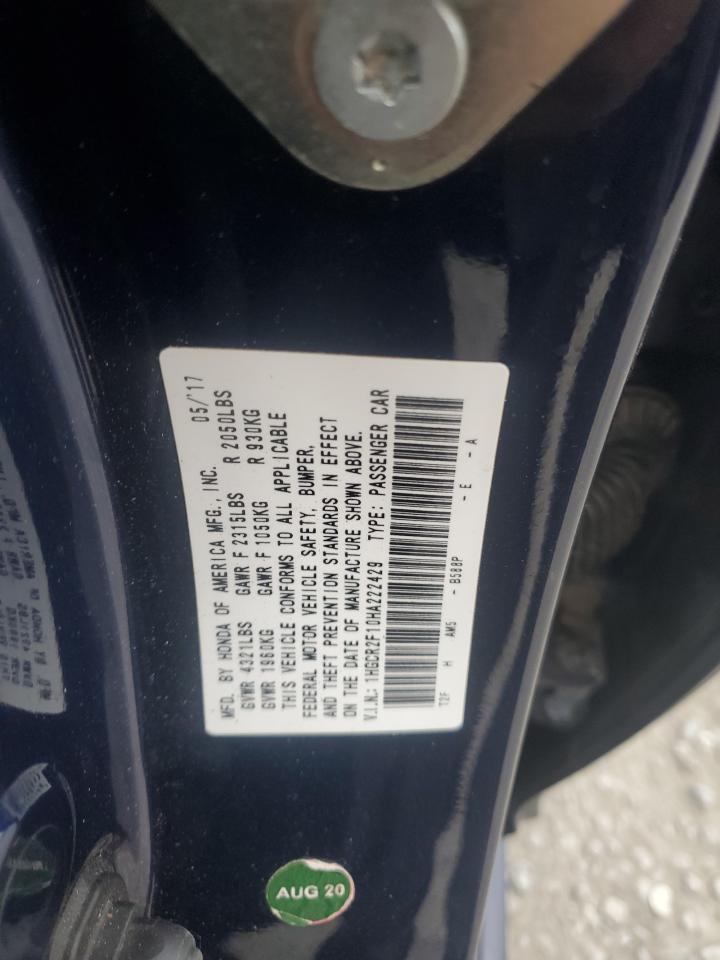 MFD. BY HONDA OF AMERICA MFG., INC. 05/'17
GVWR 4321LBS GAWR F 2315LBS R 2050LBS
GVWR 1960KG GAWR F 1050KG R 930KG
THIS VEHICLE CONFORMS TO ALL APPLICABLE
FEDERAL MOTOR VEHICLE SAFETY, BUMPER,
AND THEFT PREVENTION STANDARDS IN EFFECT
ON THE DATE OF MANUFACTURE SHOWN ABOVE.
V.I.N.: 1HGCR2F10HA222429 TYPE: PASSENGER CAR
T2F H AM5 - B588P - E - A
AUG 20